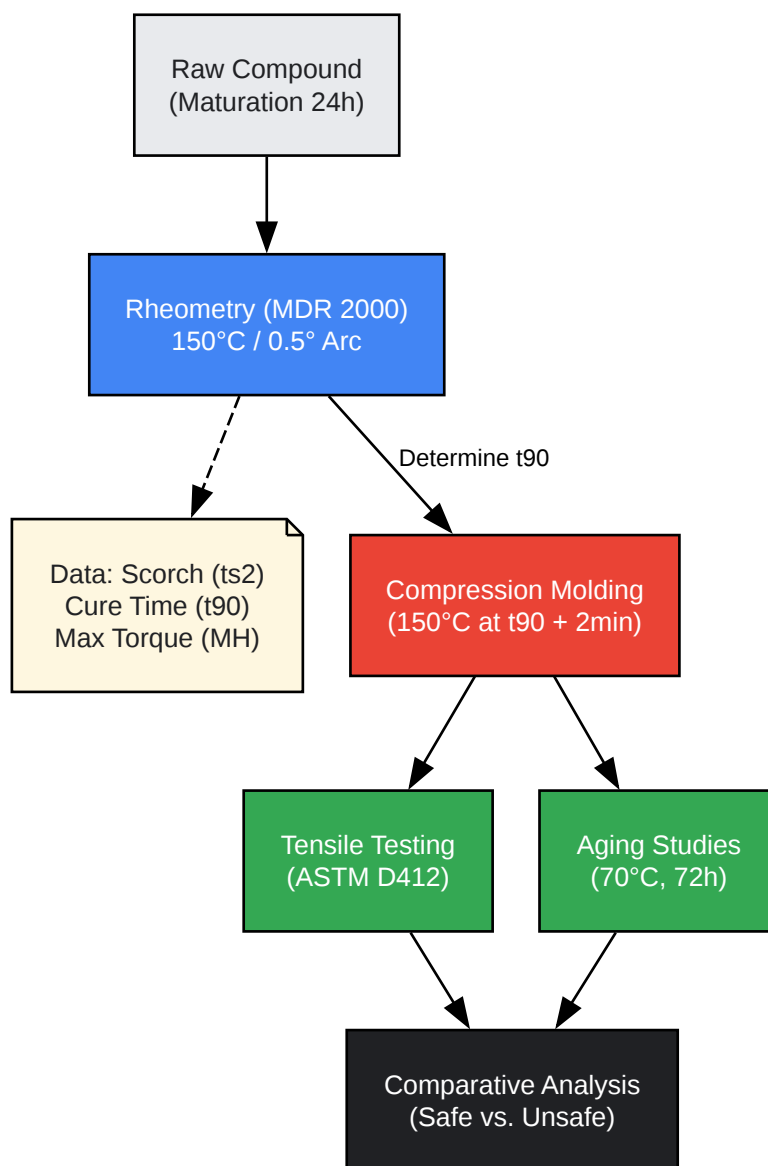 Raw Compound
(Maturation 24h)
Rheometry (MDR 2000)
150°C / 0.5° Arc
Determine t90
Data: Scorch (ts2)
Cure Time (t90)
Max Torque (MH)
Compression Molding
(150°C at t90 + 2min)
Tensile Testing
(ASTM D412)
Aging Studies
(70°C, 72h)
Comparative Analysis
(Safe vs. Unsafe)